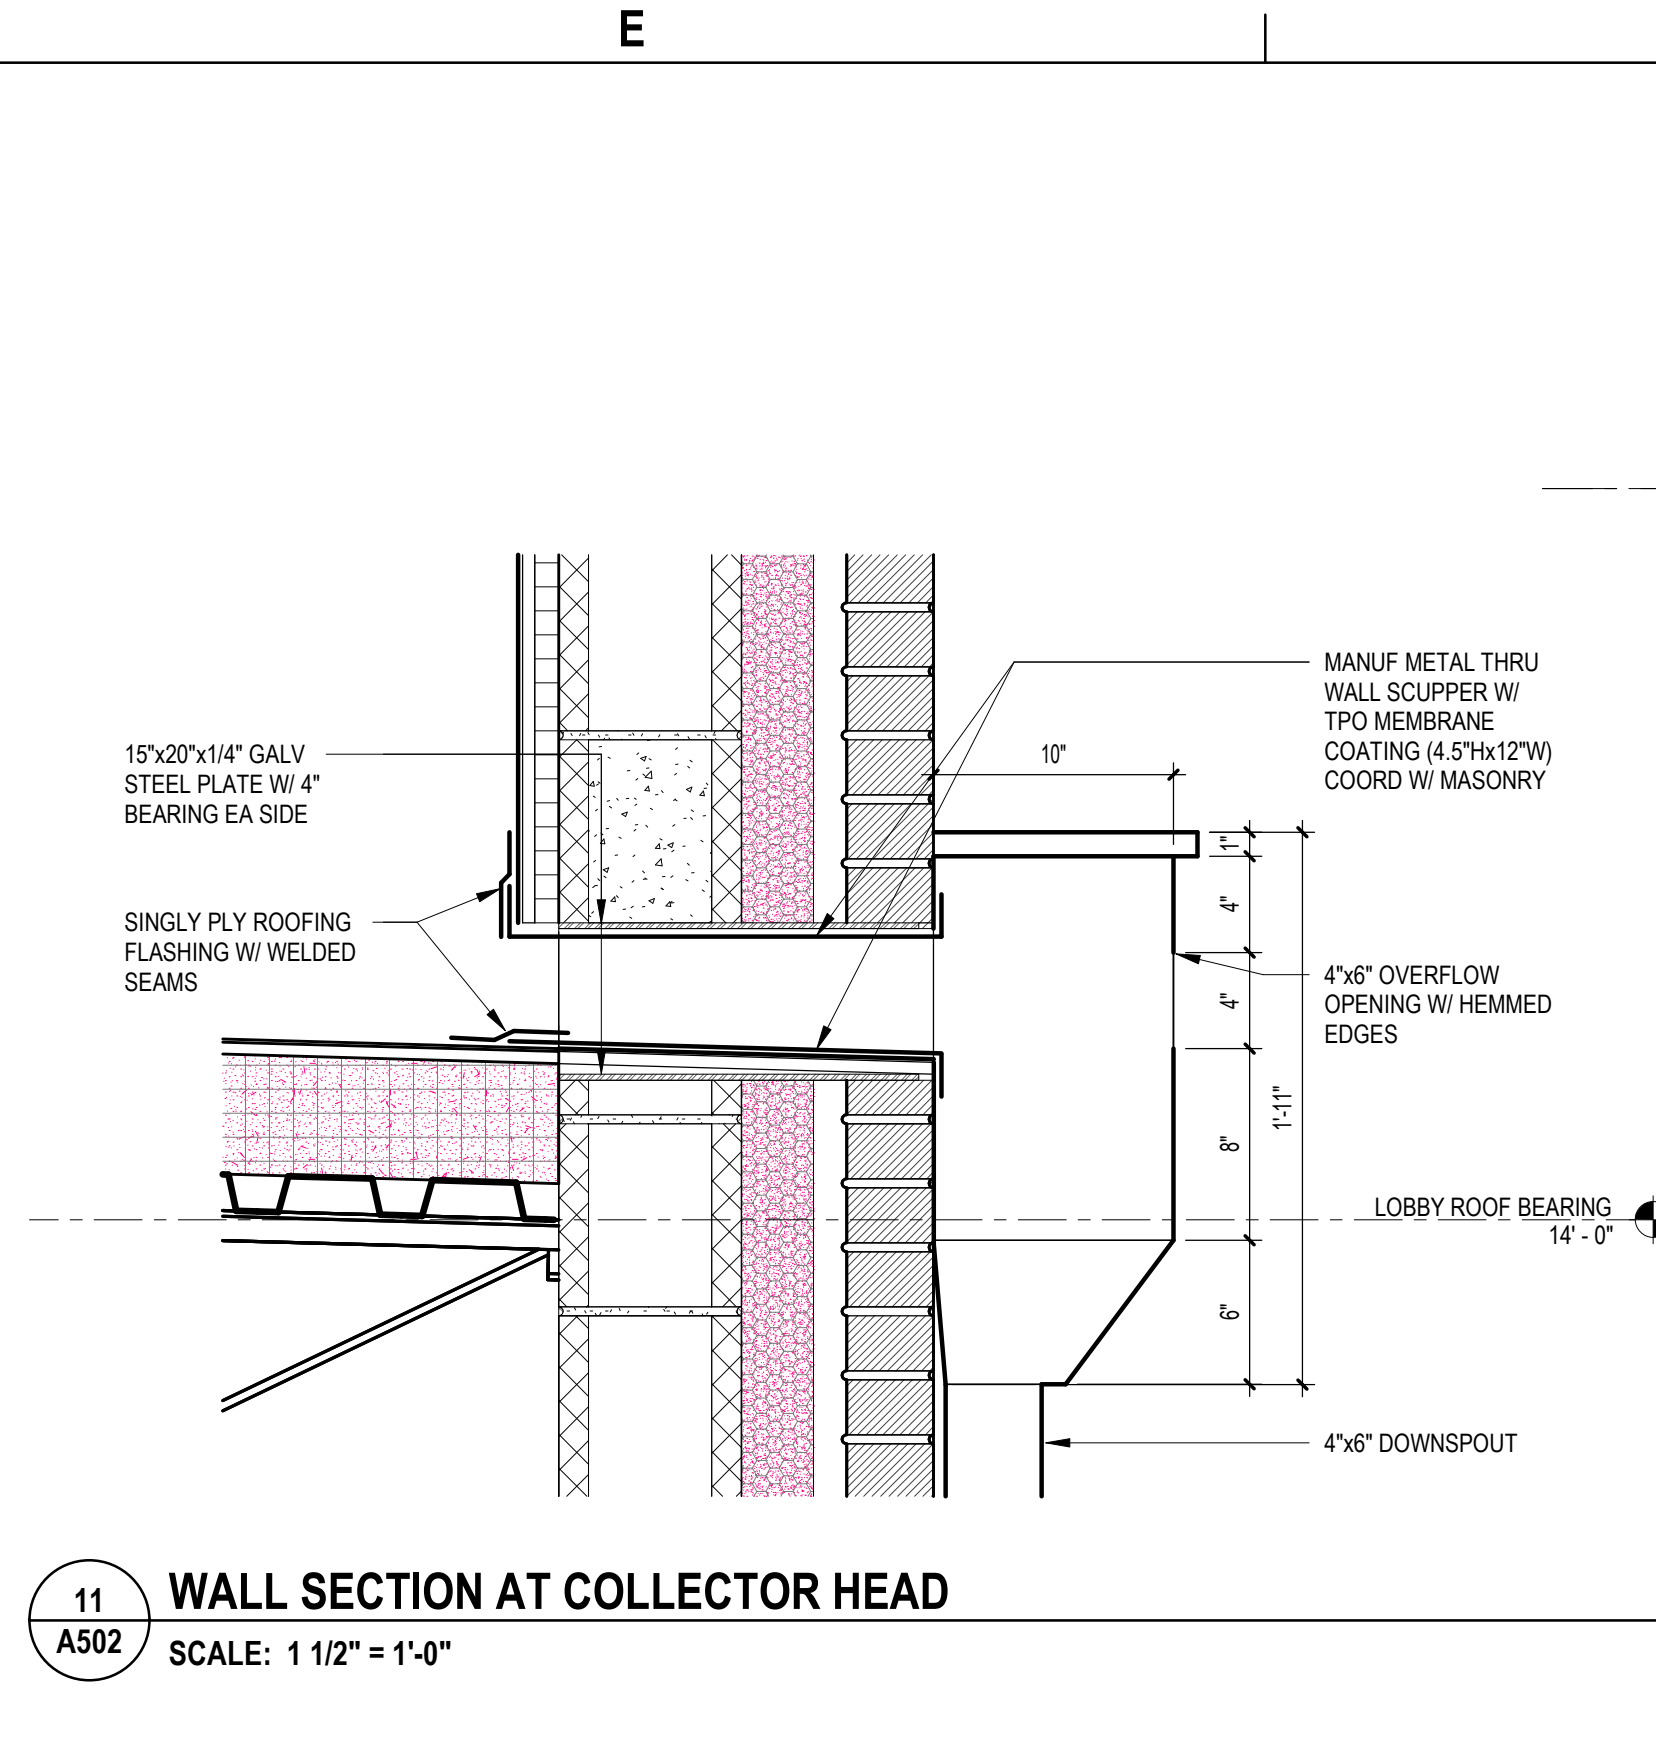 E
15"x20"x1/4" GALV
STEEL PLATE W/ 4"
BEARING EA SIDE
SINGLY PLY ROOFING
FLASHING W/ WELDED
SEAMS
MANUF METAL THRU
WALL SCUPPER W/
TPO MEMBRANE
COATING (4.5"Hx12"W)
COORD W/ MASONRY
10"
1"
4"
4"
8"
6"
1'-11"
4"x6" OVERFLOW
OPENING W/ HEMMED
EDGES
LOBBY ROOF BEARING
14' - 0"
4"x6" DOWNSPOUT
11
A502
WALL SECTION AT COLLECTOR HEAD
SCALE: 1 1/2" = 1'-0"